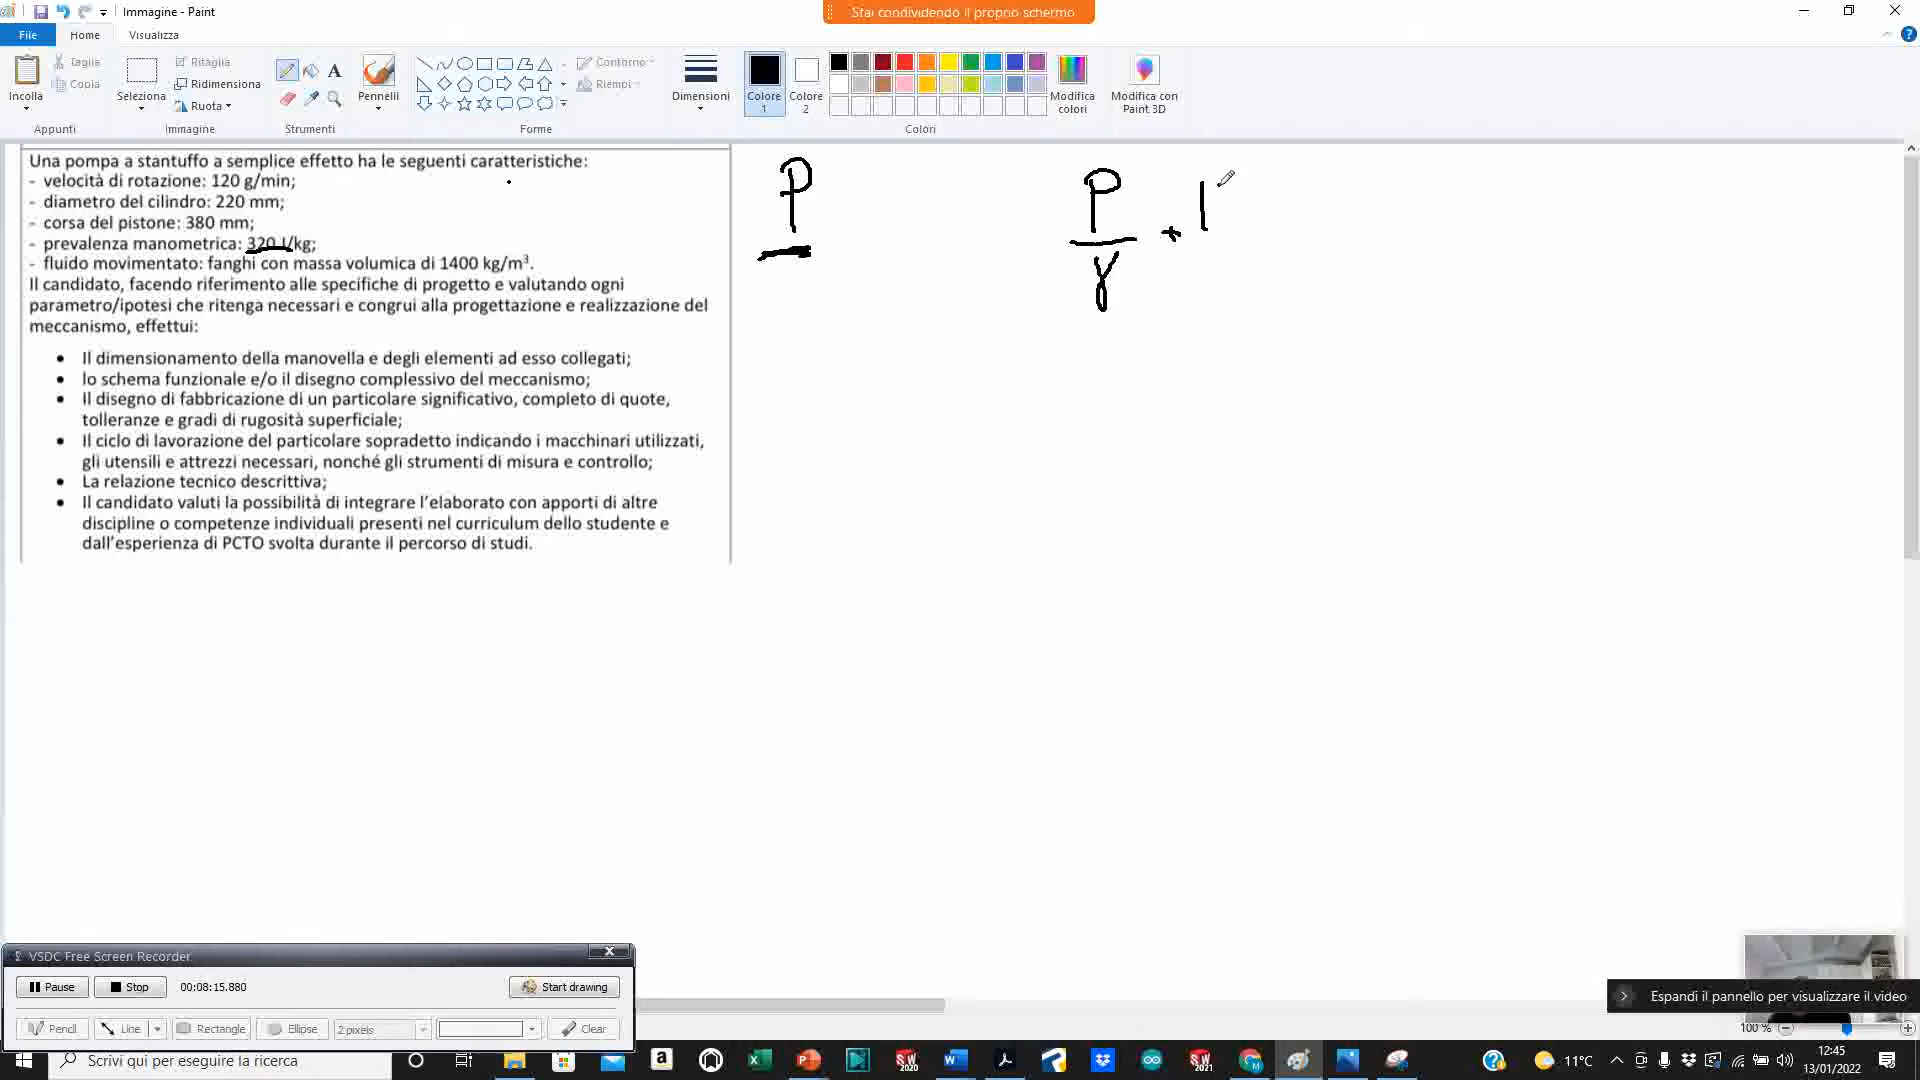 Immagine - Paint
Stai condividendo il proprio schermo
File
Home
Visualizza
Incolla
Taglia
Copia
Appunti
Seleziona
Ritaglia
Ridimensiona
Ruota
Immagine
Strumenti
Pennelli
Contorno
Riempi
Forme
Dimensioni
Colore 1
Colore 2
Colori
Modifica colori
Modifica con Paint 3D
Una pompa a stantuffo a semplice effetto ha le seguenti caratteristiche:
- velocità di rotazione: 120 g/min;
- diametro del cilindro: 220 mm;
- corsa del pistone: 380 mm;
- prevalenza manometrica: 320 J/kg;
- fluido movimentato: fanghi con massa volumica di 1400 kg/m³.
Il candidato, facendo riferimento alle specifiche di progetto e valutando ogni
parametro/ipotesi che ritenga necessari e congrui alla progettazione e realizzazione del
meccanismo, effettui:
• Il dimensionamento della manovella e degli elementi ad esso collegati;
• lo schema funzionale e/o il disegno complessivo del meccanismo;
• Il disegno di fabbricazione di un particolare significativo, completo di quote,
tolleranze e gradi di rugosità superficiale;
• Il ciclo di lavorazione del particolare sopradetto indicando i macchinari utilizzati,
gli utensili e attrezzi necessari, nonché gli strumenti di misura e controllo;
• La relazione tecnico descrittiva;
• Il candidato valuti la possibilità di integrare l'elaborato con apporti di altre
discipline o competenze individuali presenti nel curriculum dello studente e
dall'esperienza di PCTO svolta durante il percorso di studi.
P
P
γ
+
VSDC Free Screen Recorder
Pause
Stop
00:08:15.880
Start drawing
Pencil
Line
Rectangle
Ellipse
2 pixels
Clear
Espandi il pannello per visualizzare il video
100 %
Scrivi qui per eseguire la ricerca
11°C
12:45
13/01/2022